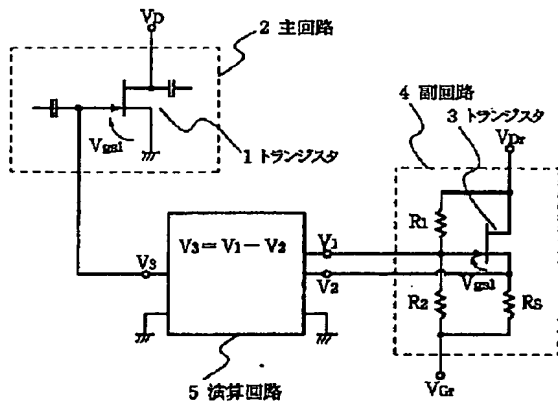 VD
2 主回路
4 副回路
3 トランジスタ
VDr
Vgs1
1 トランジスタ
R1
V3
V3=V1-V2
V1
V2
Vgs1
R2
RS
5 演算回路
VGr